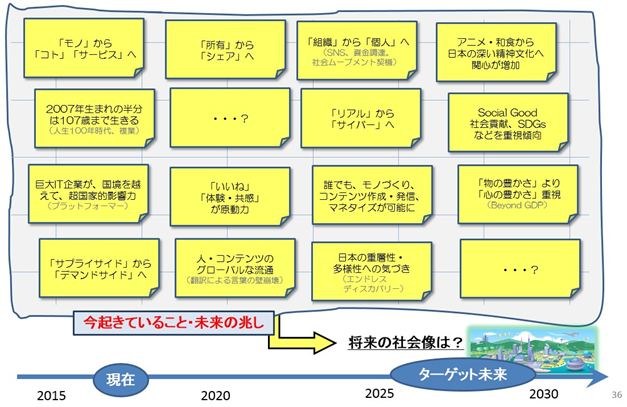 「モノ」から
「コト」「サービス」へ
「所有」から
「シェア」へ
「組織」から「個人」へ
(SNS、資金調達、
社会ムーブメント契機)
アニメ・和食から
日本の深い精神文化へ
関心が増加
2007年生まれの半分
は107歳まで生きる
(人生100年時代、複業)
・・・?
「リアル」から
「サイバー」へ
Social Good
社会貢献、SDGs
などを重視傾向
巨大IT企業が、国境を越
えて、超国家的影響力
(プラットフォーマー)
「いいね」
「体験・共感」
が原動力
誰でも、モノづくり、
コンテンツ作成・発信、
マネタイズが可能に
「物の豊かさ」より
「心の豊かさ」重視
(Beyond GDP)
「サプライサイド」から
「デマンドサイド」へ
人・コンテンツの
グローバルな流通
(翻訳による言葉の壁崩壊)
日本の重層性・
多様性への気づき
(エンドレス
ディスカバリー)
・・・?
今起きていること・未来の兆し
将来の社会像は?
現在
ターゲット未来
2015
2020
2025
2030
36